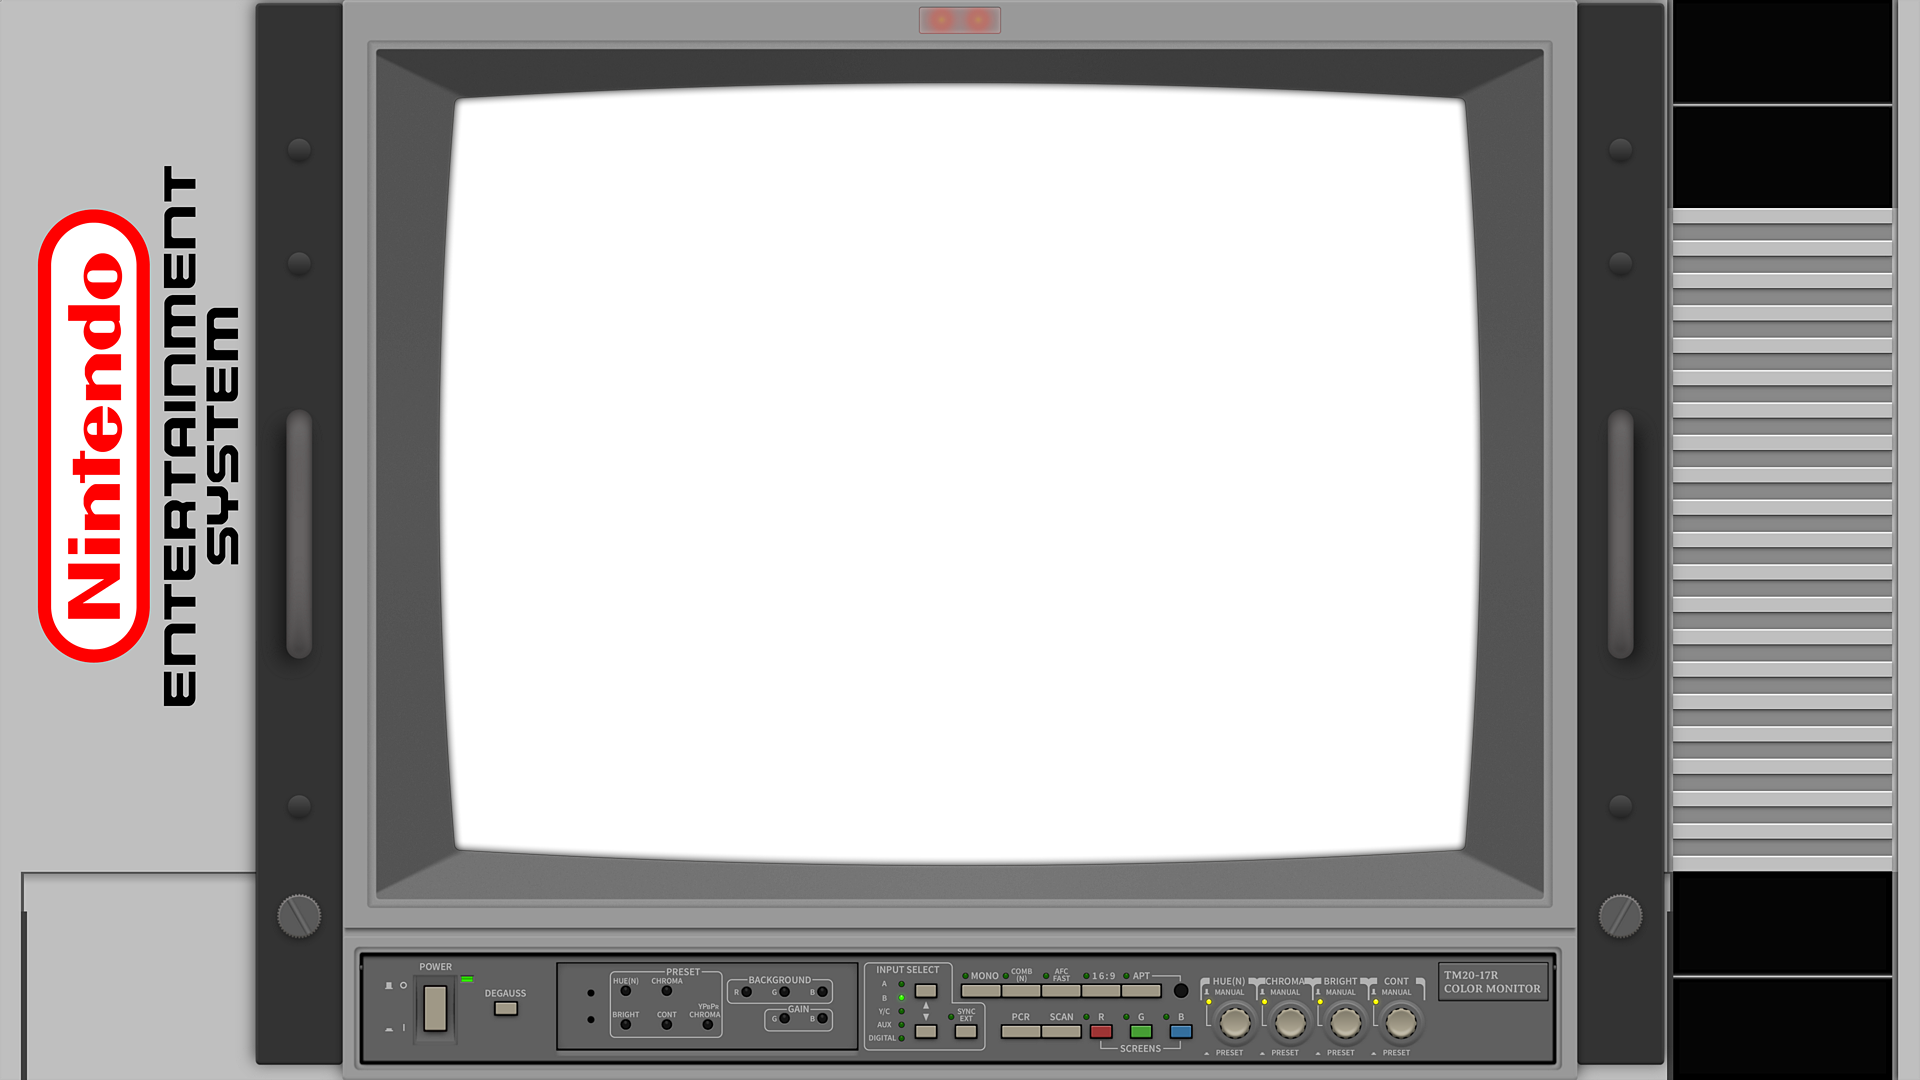 Nintendo
ENTERTAINMENT
SYSTEM
POWER
DEGAUSS
PRESET
HUE(N)
CHROMA
BRIGHT
CONT
YPBPR
CHROMA
BACKGROUND
R
G
B
GAIN
G
B
INPUT SELECT
A
B
Y/C
AUX
DIGITAL
SYNC
EXT
MONO
COMB
(N)
AFC
FAST
16:9
APT
PCR
SCAN
R
G
B
SCREENS
HUE(N)
CHROMA
BRIGHT
CONT
MANUAL
MANUAL
MANUAL
MANUAL
PRESET
PRESET
PRESET
PRESET
TM20-17R
COLOR MONITOR